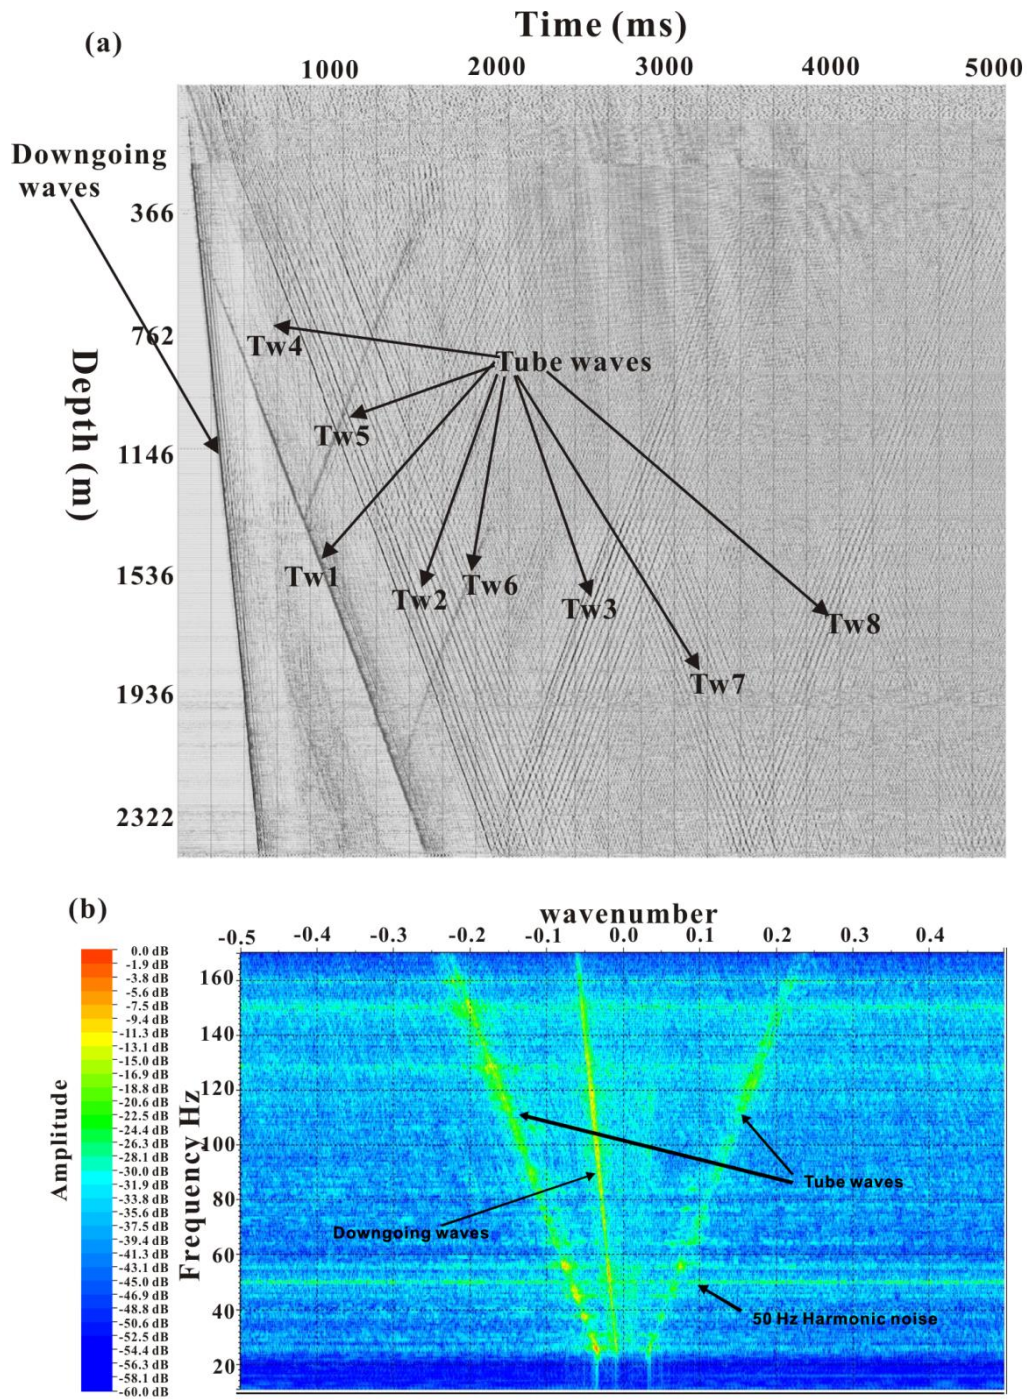 Time (ms)
(a)
1000 2000 3000 4000 5000
Downgoing
waves
366
762
1146
1536
1936
2322
Depth (m)
Tube waves
Tw4
Tw5
Tw1
Tw2
Tw6
Tw3
Tw7
Tw8
(b)
wavenumber
-0.5 -0.3 -0.2 -0.1 0.0 0.1 0.2 0.3 0.4
Amplitude
0.0 dB
-1.9 dB
-3.8 dB
-5.6 dB
-7.5 dB
-9.4 dB
-11.3 dB
-15.0 dB
-16.9 dB
-18.8 dB
-20.6 dB
-22.5 dB
-24.4 dB
-26.3 dB
-28.1 dB
-30.0 dB
-31.9 dB
-33.8 dB
-35.6 dB
-37.5 dB
-39.4 dB
-41.3 dB
-43.1 dB
-45.0 dB
-46.9 dB
-48.8 dB
-50.6 dB
-52.5 dB
-54.4 dB
-56.3 dB
-58.1 dB
-60.0 dB
Frequency Hz
160
140
120
100
80
60
40
20
Tube waves
Downgoing waves
50 Hz Harmonic noise